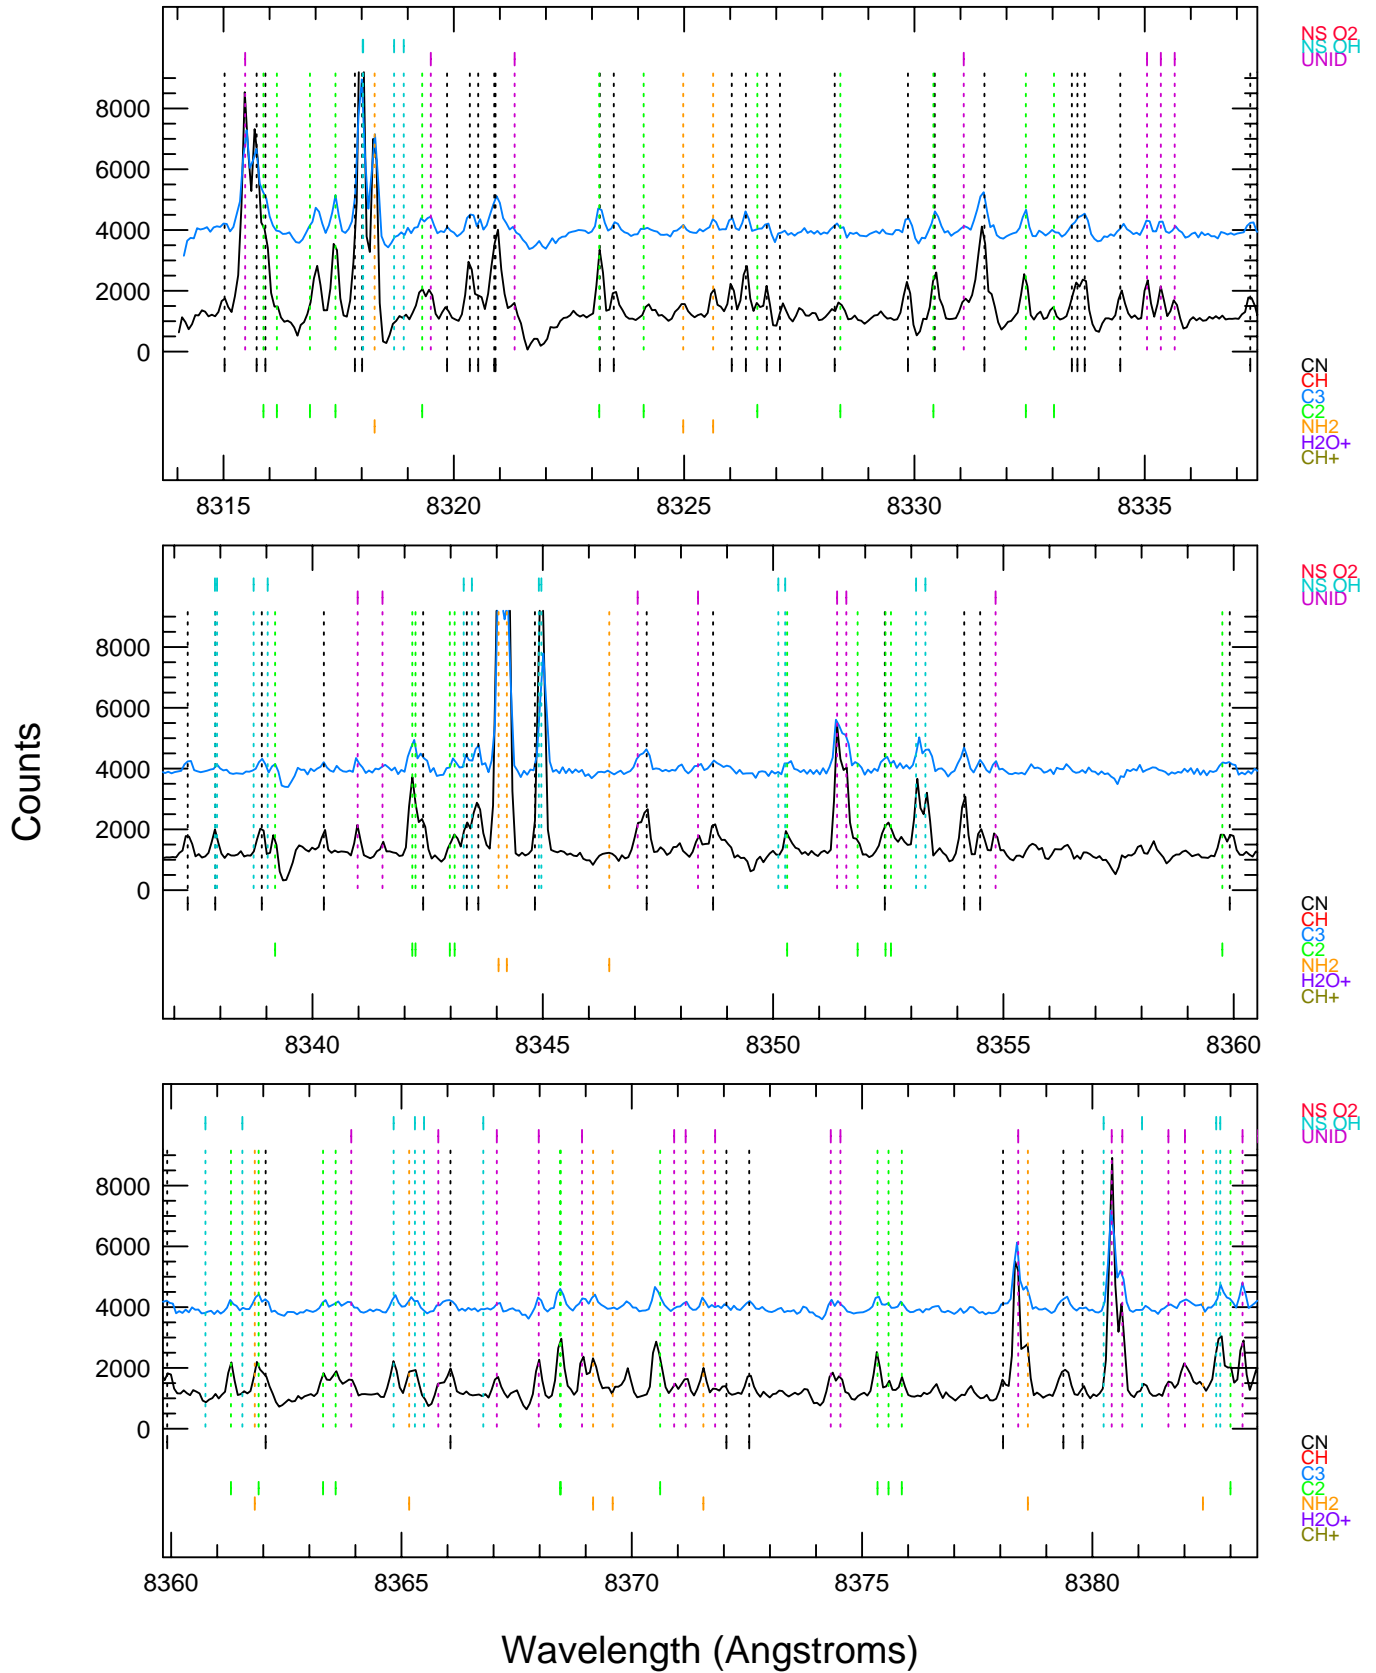 NS O2
NS OH
UNID
8000
6000
4000
2000
0
CN
CH
C3
C2
NH2
H2O+
CH+
8315 8320 8325 8330 8335
NS O2
NS OH
UNID
8000
6000
4000
2000
0
Counts
CN
CH
C3
C2
NH2
H2O+
CH+
8340 8345 8350 8355 8360
NS O2
NS OH
UNID
8000
6000
4000
2000
0
CN
CH
C3
C2
NH2
H2O+
CH+
8360 8365 8370 8375 8380
Wavelength (Angstroms)